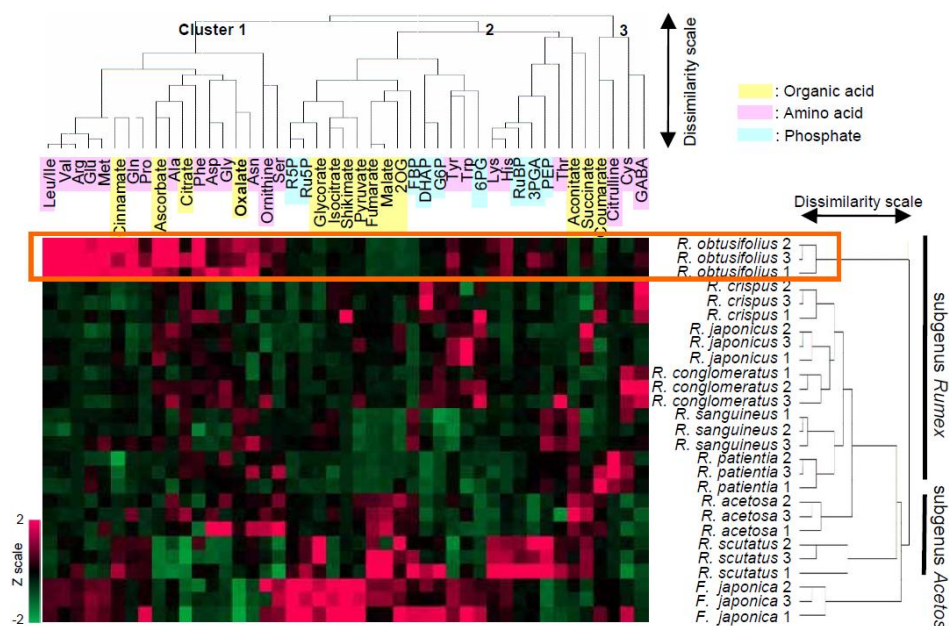 Cluster 1
2
3
Dissimilarity scale
: Organic acid
: Amino acid
: Phosphate
Leu/Ile
Val
Arg
Glu
Met
Cinnamate
Gln
Pro
Ascorbate
Ala
Citrate
Phe
Asp
Gly
Oxalate
Asn
Ornithine
Ser
R5P
Ru5P
Glycorate
Isocitrate
Shikimate
Pyruvate
Fumarate
Malate
2OG
FBP
DHAP
G6P
Tyr
Trp
6PG
Lys
His
RuBP
3PGA
PEP
Thr
Aconitate
Succinate
Coumarate
Citrulline
Cys
GABA
Dissimilarity scale
R. obtusifolius 2
R. obtusifolius 3
R. obtusifolius 1
R. crispus 2
R. crispus 3
R. crispus 1
R. japonicus 2
R. japonicus 3
R. japonicus 1
R. conglomeratus 1
R. conglomeratus 2
R. conglomeratus 3
R. sanguineus 1
R. sanguineus 2
R. sanguineus 3
R. patientia 2
R. patientia 3
R. patientia 1
R. acetosa 2
R. acetosa 3
R. acetosa 1
R. scutatus 2
R. scutatus 3
R. scutatus 1
F. japonica 2
F. japonica 3
F. japonica 1
subgenus Rumex
subgenus Acetos
2
Z scale
-2